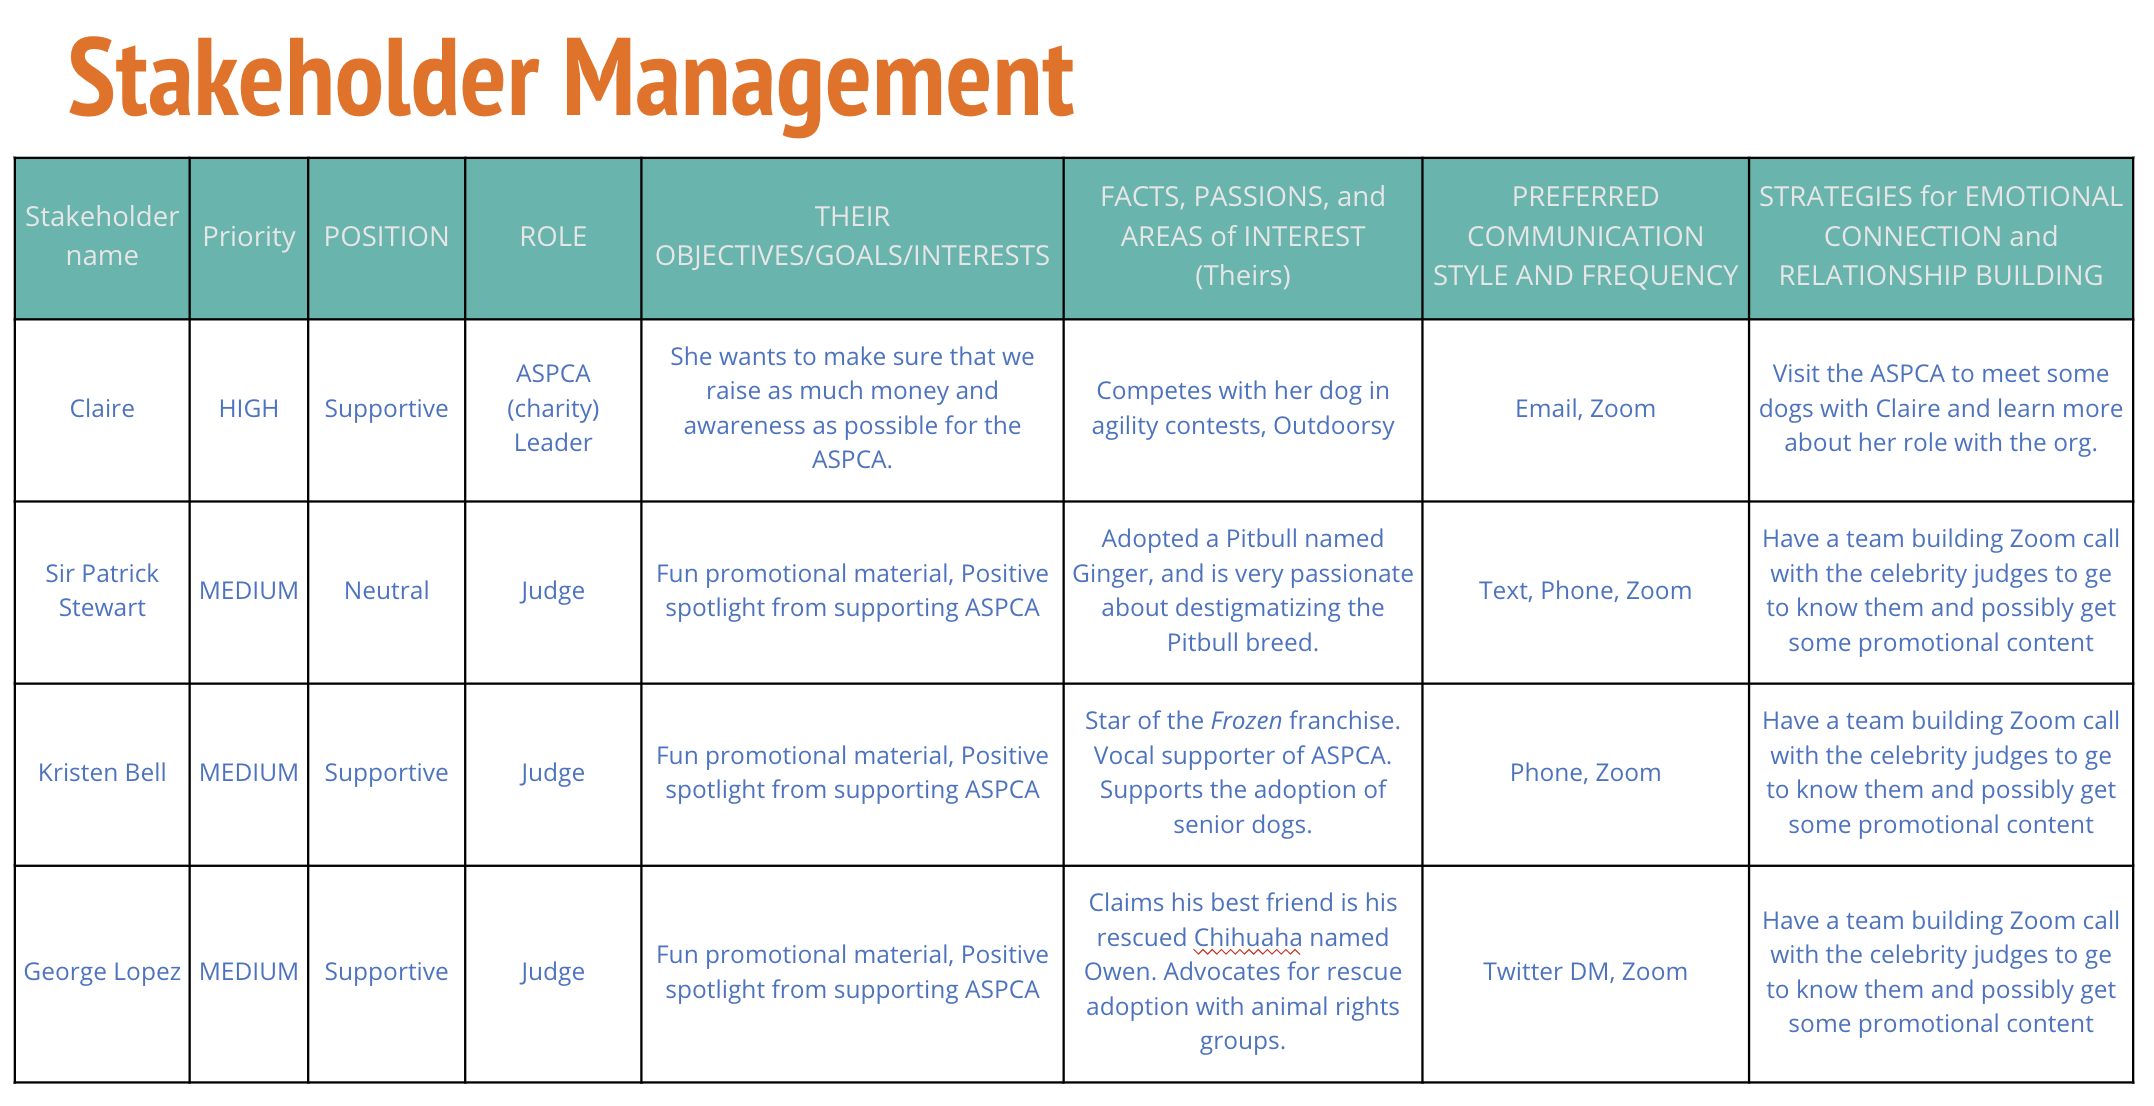 Stakeholder Management
Stakeholder
name
Priority
POSITION
ROLE
THEIR
OBJECTIVES/GOALS/INTERESTS
FACTS, PASSIONS, and
AREAS of INTEREST
(Theirs)
PREFERRED
COMMUNICATION
STYLE AND FREQUENCY
STRATEGIES for EMOTIONAL
CONNECTION and
RELATIONSHIP BUILDING
Claire
HIGH
Supportive
ASPCA
(charity)
Leader
She wants to make sure that we
raise as much money and
awareness as possible for the
ASPCA.
Competes with her dog in
agility contests, Outdoorsy
Email, Zoom
Visit the ASPCA to meet some
dogs with Claire and learn more
about her role with the org.
Sir Patrick
Stewart
MEDIUM
Neutral
Judge
Fun promotional material, Positive
spotlight from supporting ASPCA
Adopted a Pitbull named
Ginger, and is very passionate
about destigmatizing the
Pitbull breed.
Text, Phone, Zoom
Have a team building Zoom call
with the celebrity judges to ge
to know them and possibly get
some promotional content
Kristen Bell
MEDIUM
Supportive
Judge
Fun promotional material, Positive
spotlight from supporting ASPCA
Star of the Frozen franchise.
Vocal supporter of ASPCA.
Supports the adoption of
senior dogs.
Phone, Zoom
Have a team building Zoom call
with the celebrity judges to ge
to know them and possibly get
some promotional content
George Lopez
MEDIUM
Supportive
Judge
Fun promotional material, Positive
spotlight from supporting ASPCA
Claims his best friend is his
rescued Chihuaha named
Owen. Advocates for rescue
adoption with animal rights
groups.
Twitter DM, Zoom
Have a team building Zoom call
with the celebrity judges to ge
to know them and possibly get
some promotional content